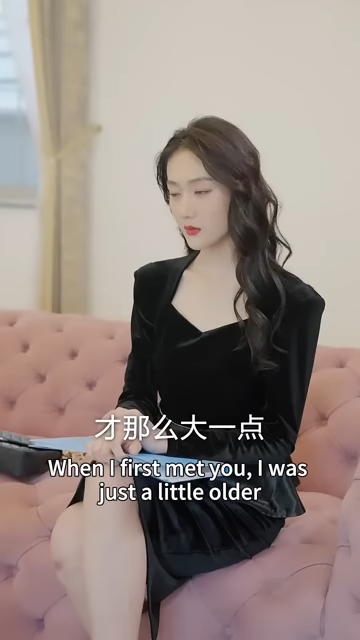 才那么大一点
When I first met you, I was
just a little older